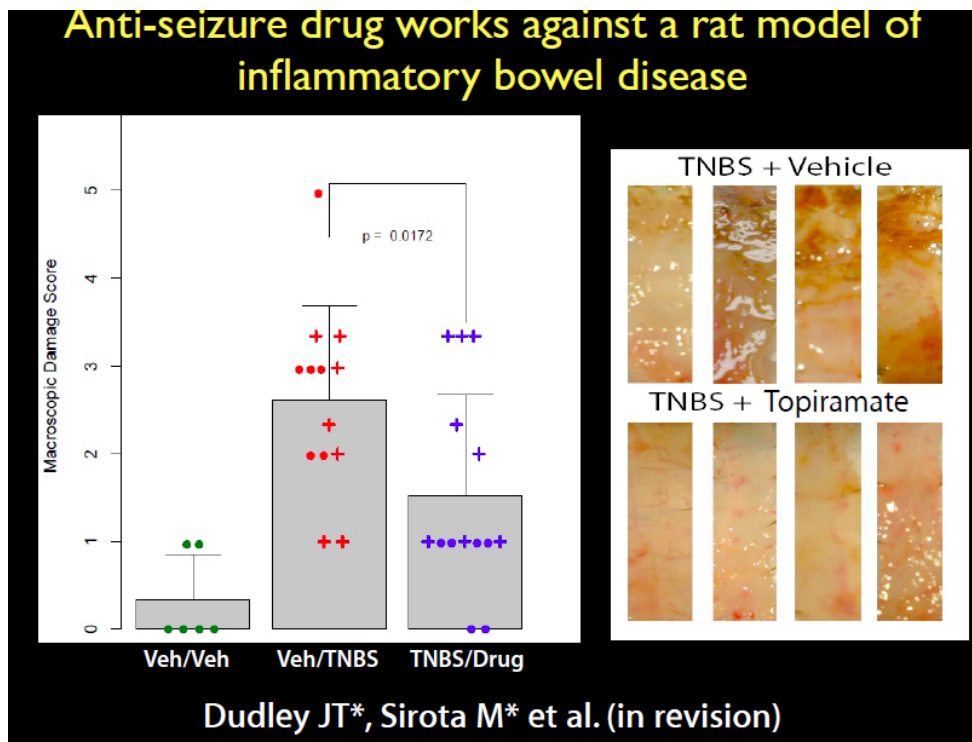 Anti-seizure drug works against a rat model of
inflammatory bowel disease
Macroscopic Damage Score
5
4
3
2
1
0
p = 0.0172
Veh/Veh
Veh/TNBS
TNBS/Drug
TNBS + Vehicle
TNBS + Topiramate
Dudley JT*, Sirota M* et al. (in revision)